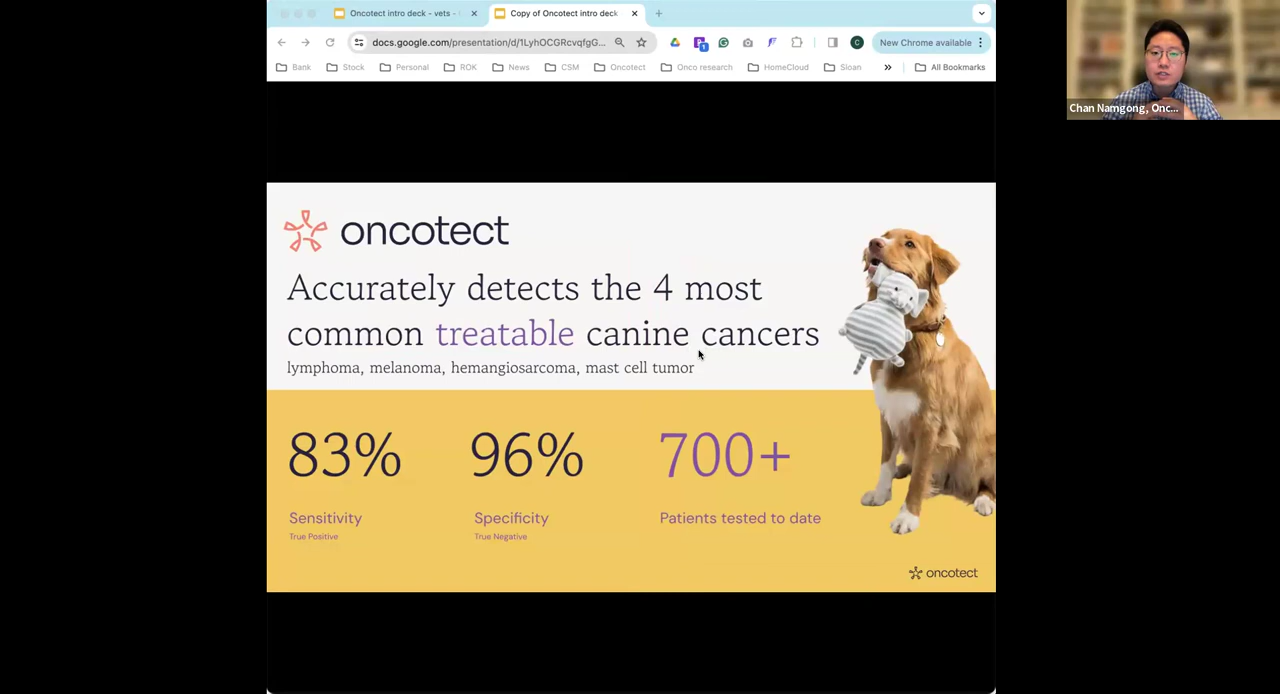 Oncotect intro deck - vets -
Copy of Oncotect intro deck
docs.google.com/presentation/d/1LyhOCGRcvqfgG...
New Chrome available
Bank
Stock
Personal
ROK
News
CSM
Oncotect
Onco research
HomeCloud
Sloan
»
All Bookmarks
Chan Namgong, Onc...
oncotect
Accurately detects the 4 most
common treatable canine cancers
lymphoma, melanoma, hemangiosarcoma, mast cell tumor
83%
96%
700+
Sensitivity
Specificity
Patients tested to date
True Positive
True Negative
oncotect